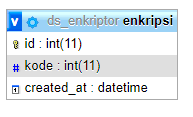 v ds_enkriptor enkripsi
id : int(11)
# kode : int(11)
created_at : datetime